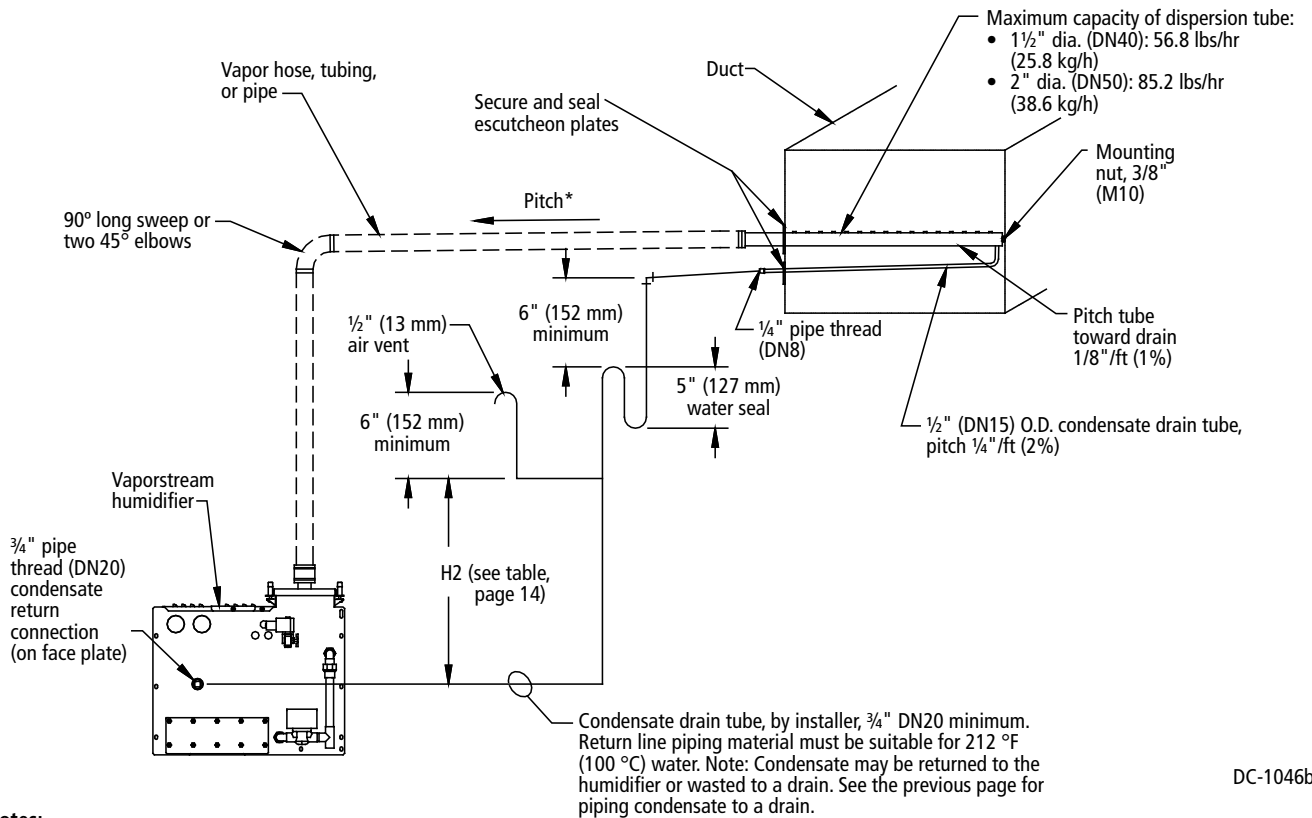 Maximum capacity of dispersion tube:
• 1½" dia. (DN40): 56.8 lbs/hr
(25.8 kg/h)
• 2" dia. (DN50): 85.2 lbs/hr
(38.6 kg/h)
Vapor hose, tubing,
or pipe
Duct
Secure and seal
escutcheon plates
Mounting
nut, 3/8"
(M10)
Pitch*
90º long sweep or
two 45° elbows
6" (152 mm)
minimum
½" (13 mm)
air vent
¼" pipe thread
(DN8)
Pitch tube
toward drain
1/8"/ft (1%)
5" (127 mm)
water seal
6" (152 mm)
minimum
½" (DN15) O.D. condensate drain tube,
pitch ¼"/ft (2%)
Vaporstream
humidifier
¾" pipe
thread (DN20)
condensate
return
connection
(on face plate)
H2 (see table,
page 14)
Condensate drain tube, by installer, ¾" DN20 minimum.
Return line piping material must be suitable for 212 °F
(100 °C) water. Note: Condensate may be returned to the
humidifier or wasted to a drain. See the previous page for
piping condensate to a drain.
DC-1046b